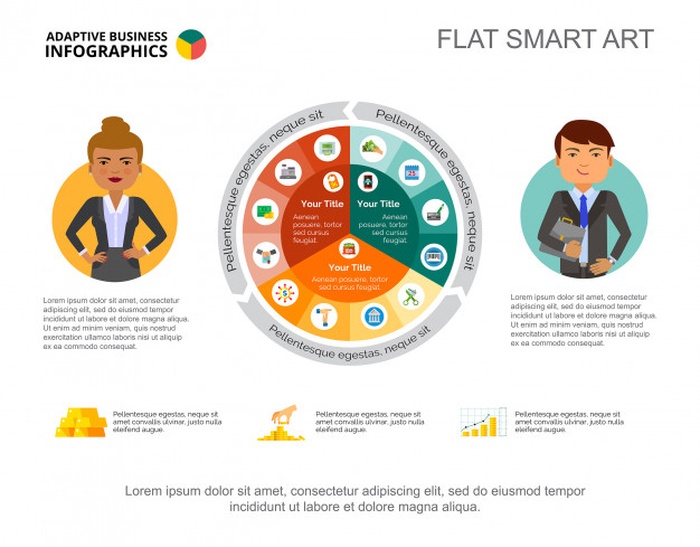 ADAPTIVE BUSINESS
INFOGRAPHICS
FLAT SMART ART
Pellentesque egestas, neque sit
Pellentesque egestas, neque sit
Pellentesque egestas, neque sit
Your Title
Aenean
posuere, tortor
sed cursus
feugiat.
Your Title
Aenean
posuere, tortor
sed cursus
feugiat.
Your Title
Aenean posuere, tortor
sed cursus feugiat.
Lorem ipsum dolor sit amet, consectetur
adipiscing elit, sed do eiusmod tempor
incididunt ut labore et dolore magna aliqua.
Ut enim ad minim veniam, quis nostrud
exercitation ullamco laboris nisi ut aliquip
ex ea commodo consequat.
Lorem ipsum dolor sit amet, consectetur
adipiscing elit, sed do eiusmod tempor
incididunt ut labore et dolore magna aliqua.
Ut enim ad minim veniam, quis nostrud
exercitation ullamco laboris nisi ut aliquip
ex ea commodo consequat.
Pellentesque egestas, neque sit
amet convallis ulvinar, justo nulla
eleifend augue.
Pellentesque egestas, neque sit
amet convallis ulvinar, justo nulla
eleifend augue.
Pellentesque egestas, neque sit
amet convallis ulvinar, justo nulla
eleifend augue.
Lorem ipsum dolor sit amet, consectetur adipiscing elit, sed do eiusmod tempor
incididunt ut labore et dolore magna aliqua.